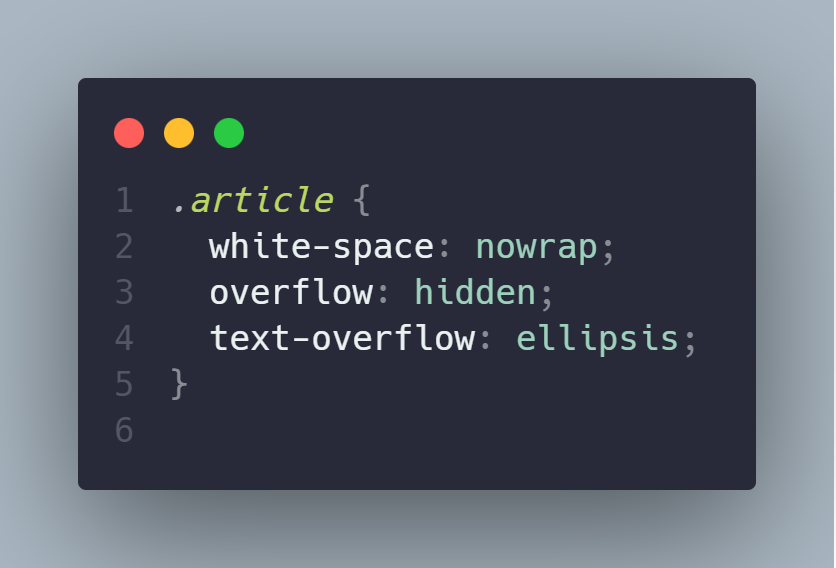 1 .article {
2   white-space: nowrap;
3   overflow: hidden;
4   text-overflow: ellipsis;
5 }
6